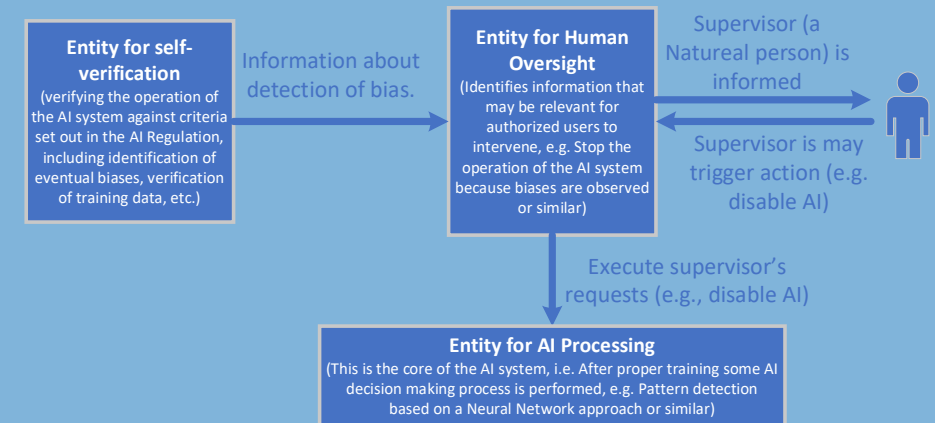 Entity for self-
verification
(verifying the operation of
the AI system against criteria
set out in the AI Regulation,
including identification of
eventual biases, verification
of training data, etc.)
Information about
detection of bias.
Entity for Human
Oversight
(Identifies information that
may be relevant for
authorized users to
intervene, e.g. Stop the
operation of the AI system
because biases are observed
or similar)
Supervisor (a
Natureal person) is
informed
Supervisor is may
trigger action (e.g.
disable AI)
Execute supervisor’s
requests (e.g., disable AI)
Entity for AI Processing
(This is the core of the AI system, i.e. After proper training some AI
decision making process is performed, e.g. Pattern detection
based on a Neural Network approach or similar)